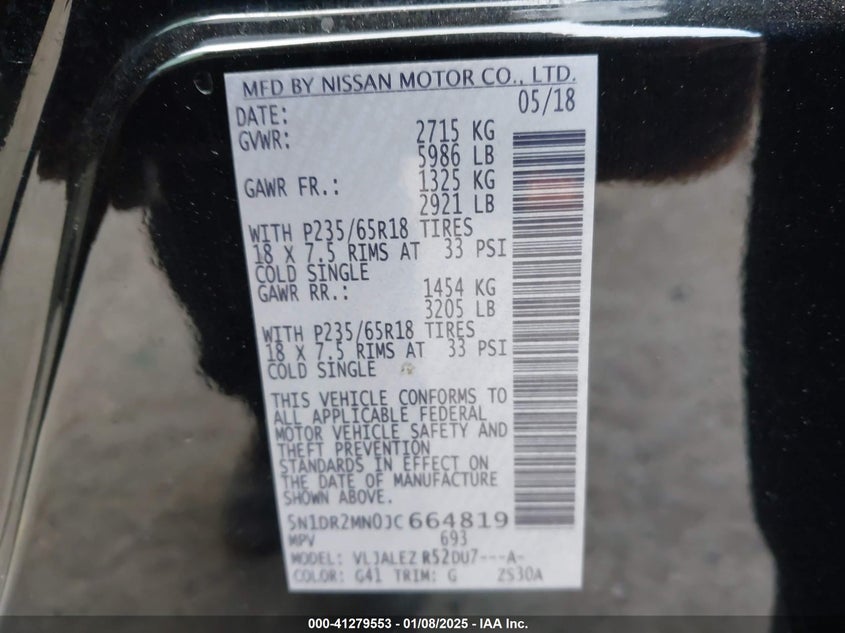 MFD BY NISSAN MOTOR CO., LTD.
DATE: 05/18
GVWR: 2715 KG
5986 LB
GAWR FR.: 1325 KG
2921 LB
WITH P235/65R18 TIRES
18 X 7.5 RIMS AT 33 PSI
COLD SINGLE
GAWR RR.: 1454 KG
3205 LB
WITH P235/65R18 TIRES
18 X 7.5 RIMS AT 33 PSI
COLD SINGLE
THIS VEHICLE CONFORMS TO
ALL APPLICABLE FEDERAL
MOTOR VEHICLE SAFETY AND
THEFT PREVENTION
STANDARDS IN EFFECT ON
THE DATE OF MANUFACTURE
SHOWN ABOVE.
5N1DR2MN0JC664819
MPV 693
MODEL: VLJALEZ R52DU7---A-
COLOR: G41 TRIM: G ZS30A
000-41279553 — 01/08/2025 — IAA Inc.